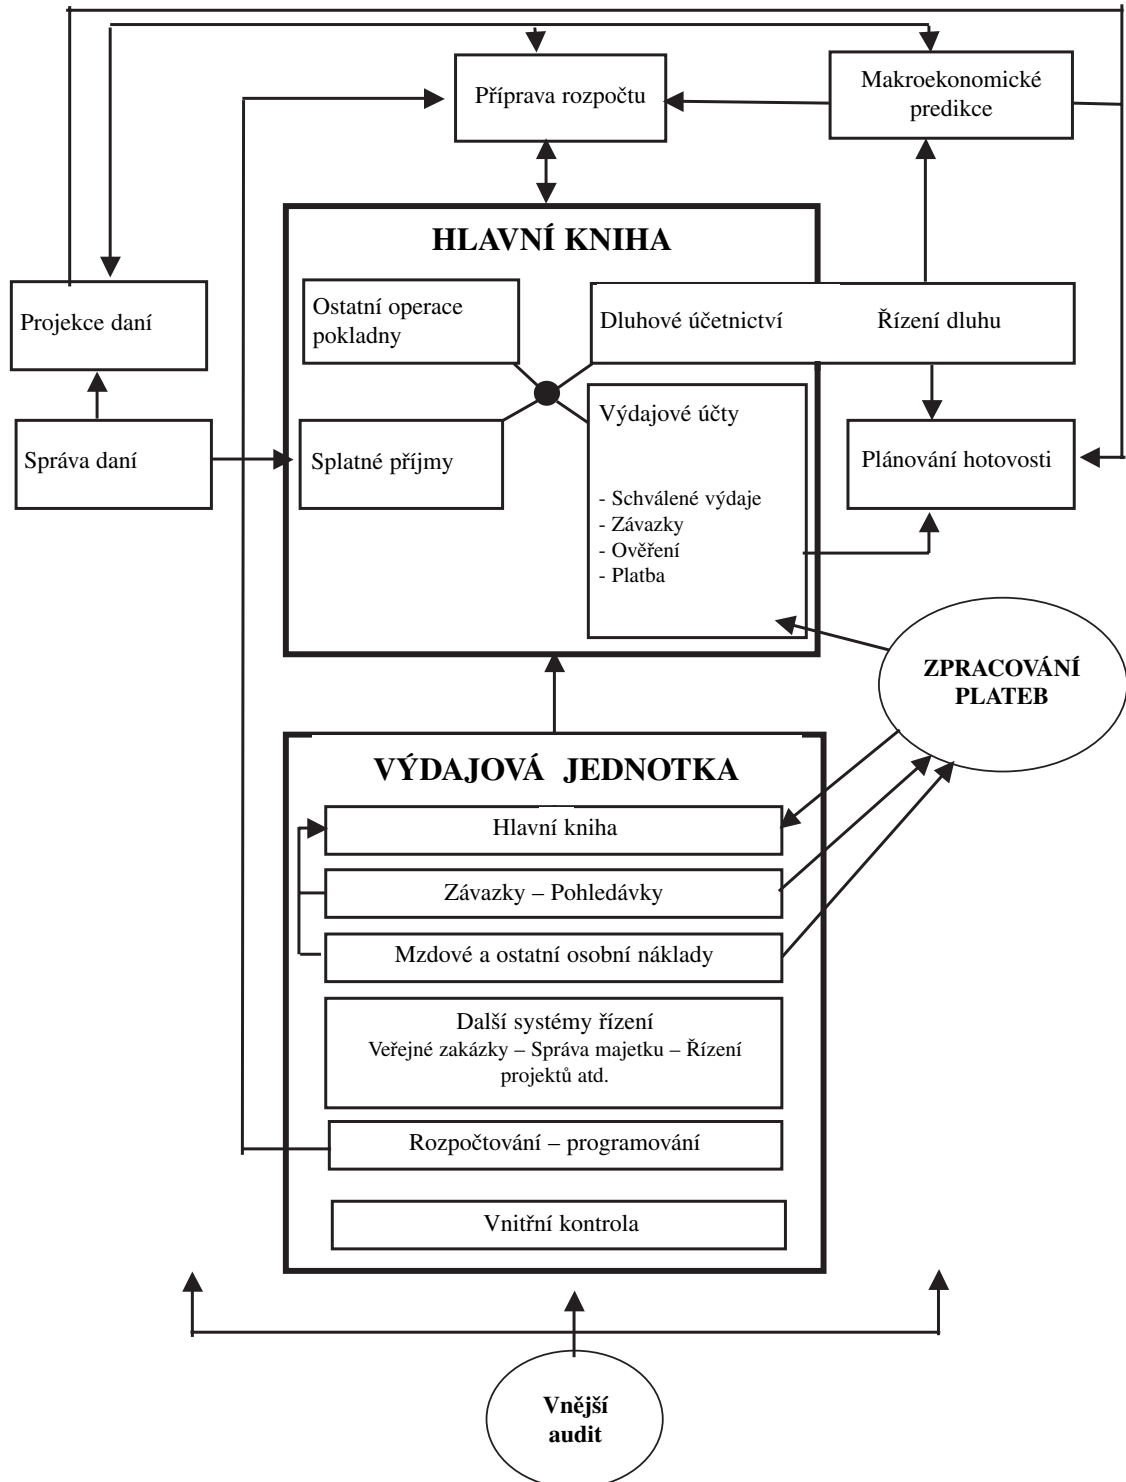 Příprava rozpočtu
Makroekonomické
predikce
HLAVNÍ KNIHA
Projekce daní
Ostatní operace
pokladny
Dluhové účetnictví
Řízení dluhu
Správa daní
Splatné příjmy
Výdajové účty
- Schválené výdaje
- Závazky
- Ověření
- Platba
Plánování hotovosti
ZPRACOVÁNÍ
PLATEB
VÝDAJOVÁ JEDNOTKA
Hlavní kniha
Závazky – Pohledávky
Mzdové a ostatní osobní náklady
Další systémy řízení
Veřejné zakázky – Správa majetku – Řízení
projektů atd.
Rozpočtování – programování
Vnitřní kontrola
Vnější
audit